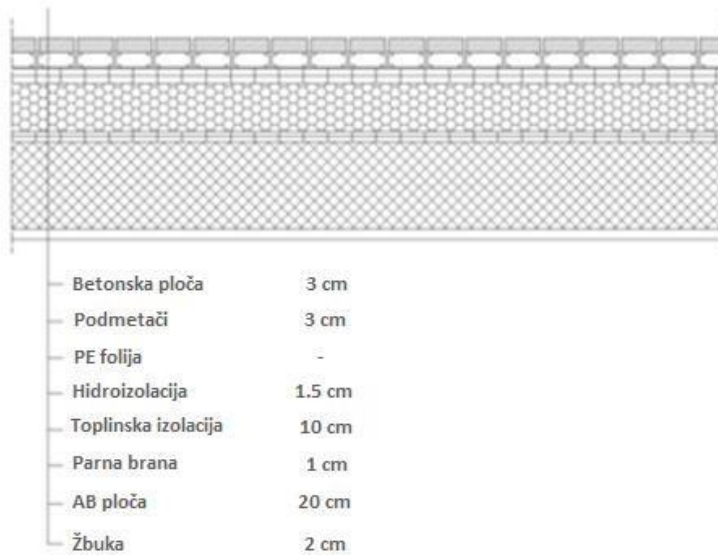 Betonska ploča 3 cm
Podmetači 3 cm
PE folija -
Hidroizolacija 1.5 cm
Toplinska izolacija 10 cm
Parna brana 1 cm
AB ploča 20 cm
Žbuka 2 cm